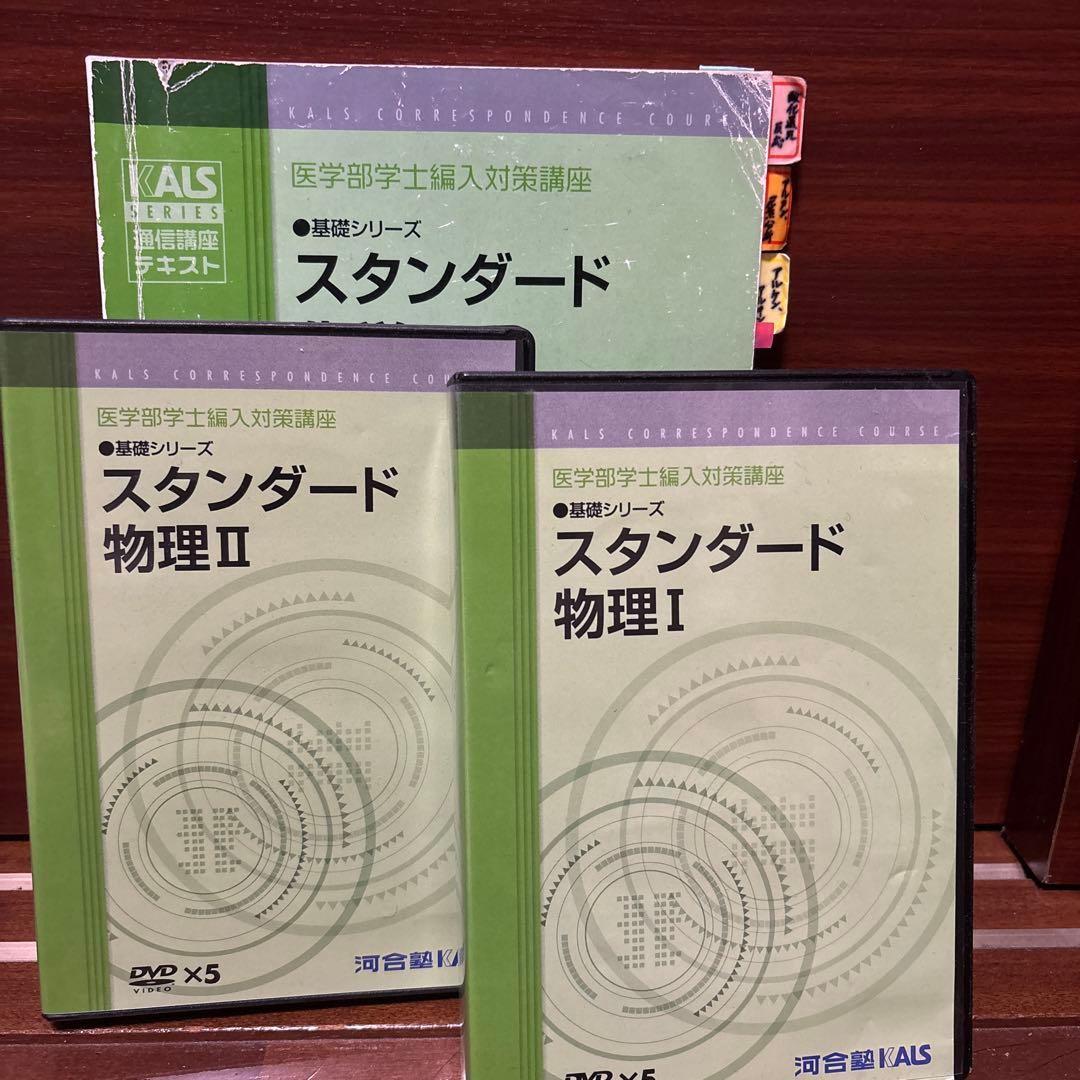 KALS CORRESPONDENCE COUR
KALS
SERIES
通信講座
テキスト
医学部学士編入対策講座
●基礎シリーズ
スタンダード
KALS CORRESPONDENCE COU
医学部学士編入対策講座
●基礎シリーズ
スタンダード
物理II
DVD
VIDEO
×5
河合塾KA
KALS CORRESPONDENCE COURSE
医学部学士編入対策講座
●基礎シリーズ
スタンダード
物理I
DVD ×5
河合塾KALS